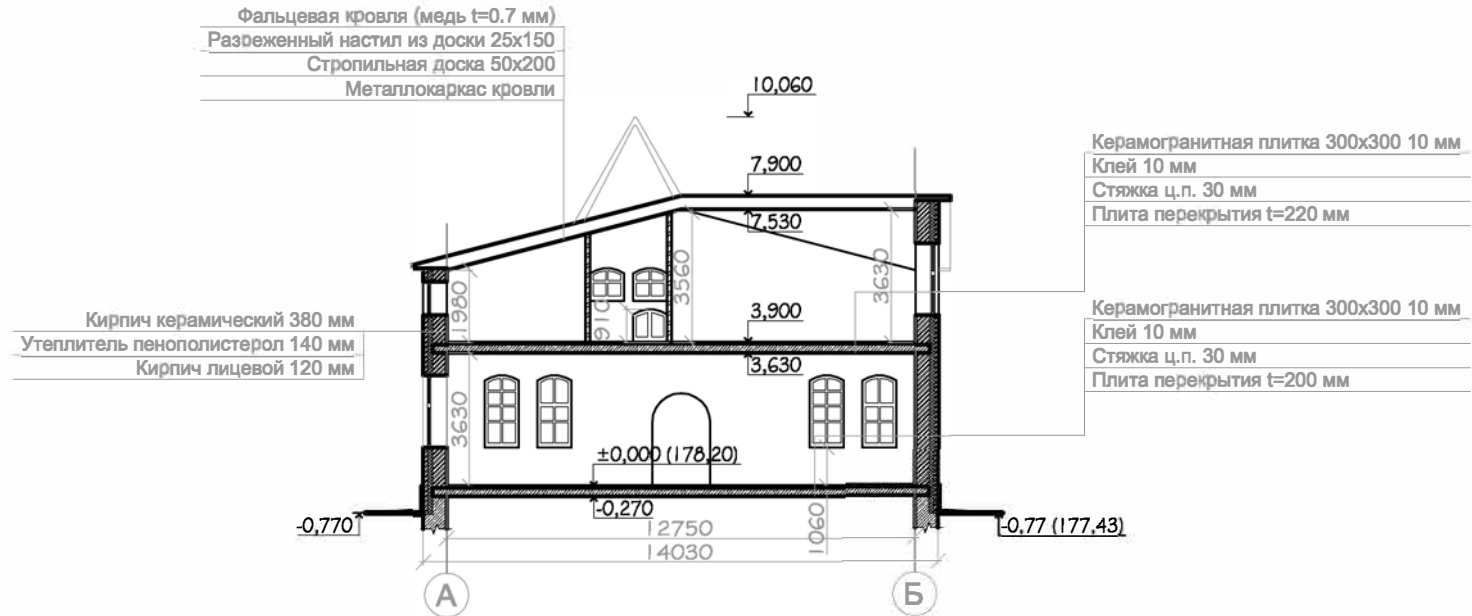 Фальцевая кровля (медь t=0.7 мм)
Разреженный настил из доски 25x150
Стропильная доска 50x200
Металлокаркас кровли
10,060
7,900
7,530
Керамогранитная плитка 300x300 10 мм
Клей 10 мм
Стяжка ц.п. 30 мм
Плита перекрытия t=220 мм
1980
910
3560
3630
3,900
3,630
Кирпич керамический 380 мм
Утеплитель пенополистерол 140 мм
Кирпич лицевой 120 мм
Керамогранитная плитка 300x300 10 мм
Клей 10 мм
Стяжка ц.п. 30 мм
Плита перекрытия t=200 мм
3630
±0,000 (178,20)
-0,270
1060
-0,770
-0,77 (177,43)
12750
14030
А
Б